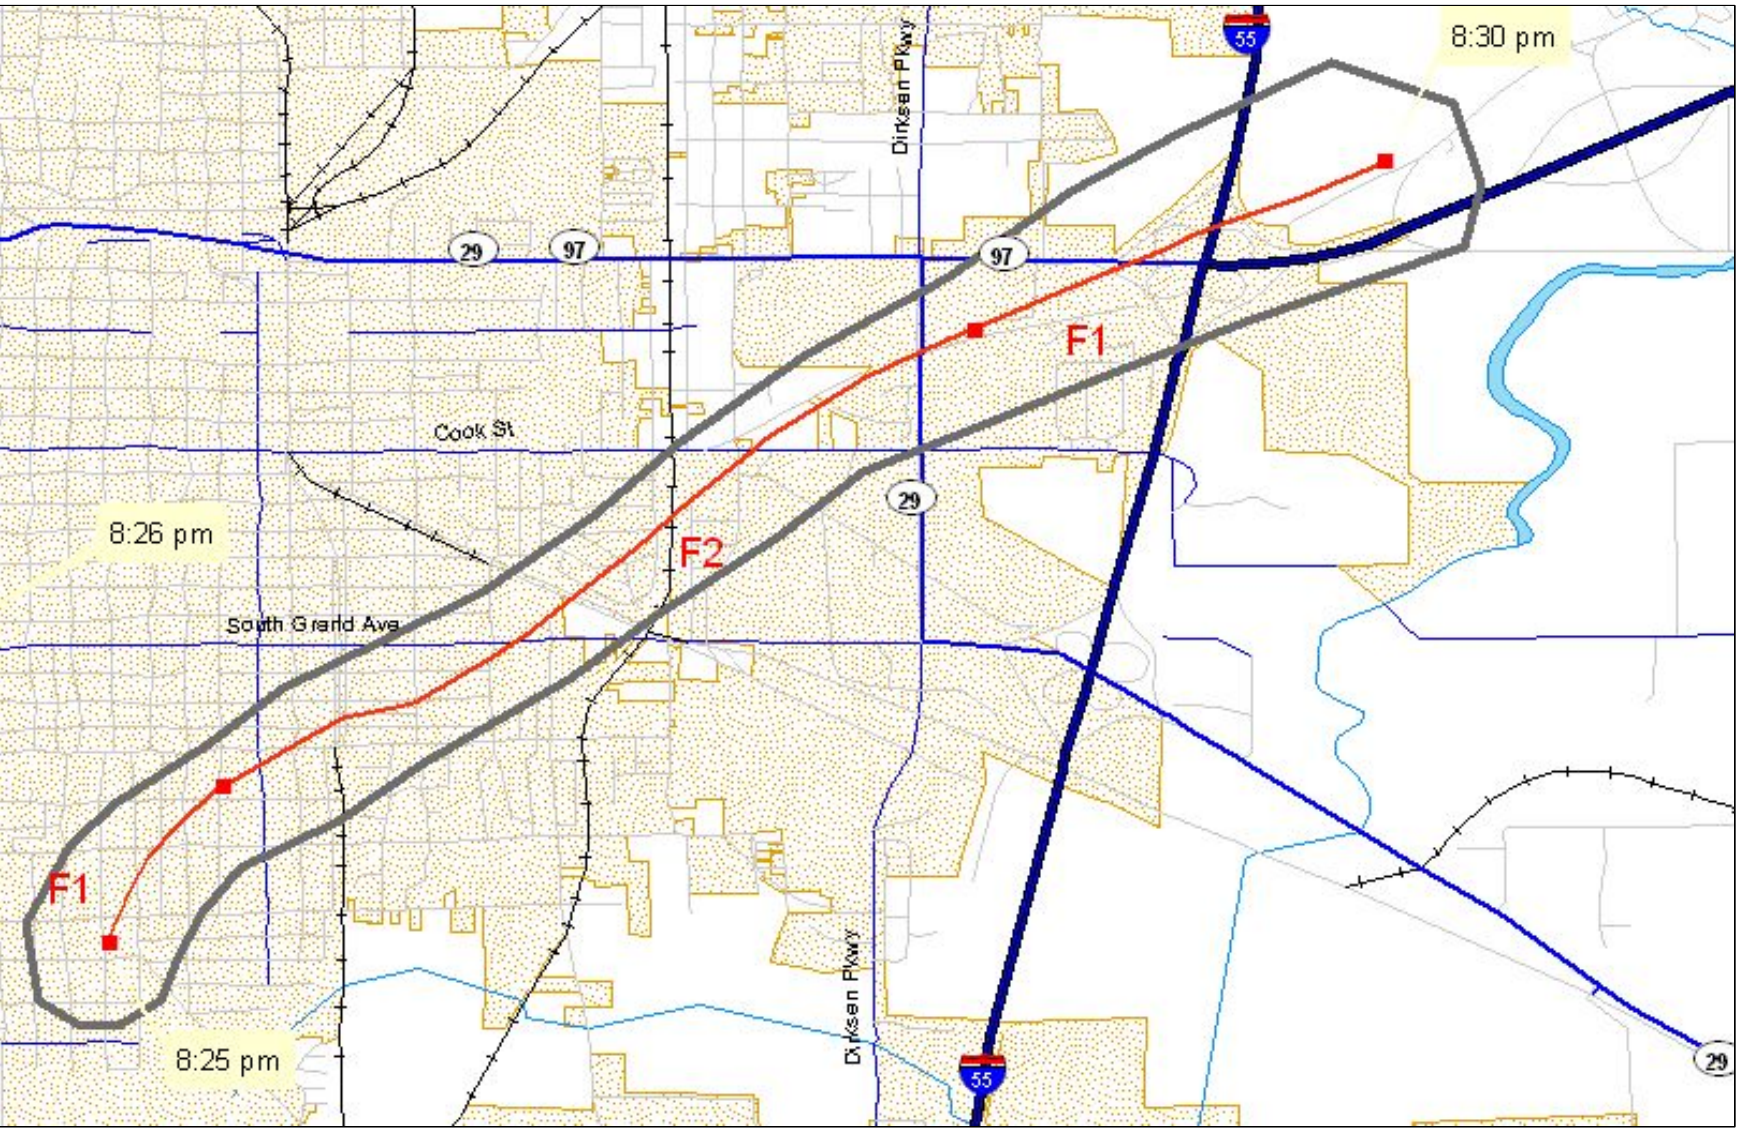 55
8:30 pm
Dirksen Pkwy
29
97
97
F1
Cook St
29
8:26 pm
F2
South Grand Ave
F1
Dirksen Pkwy
8:25 pm
55
29